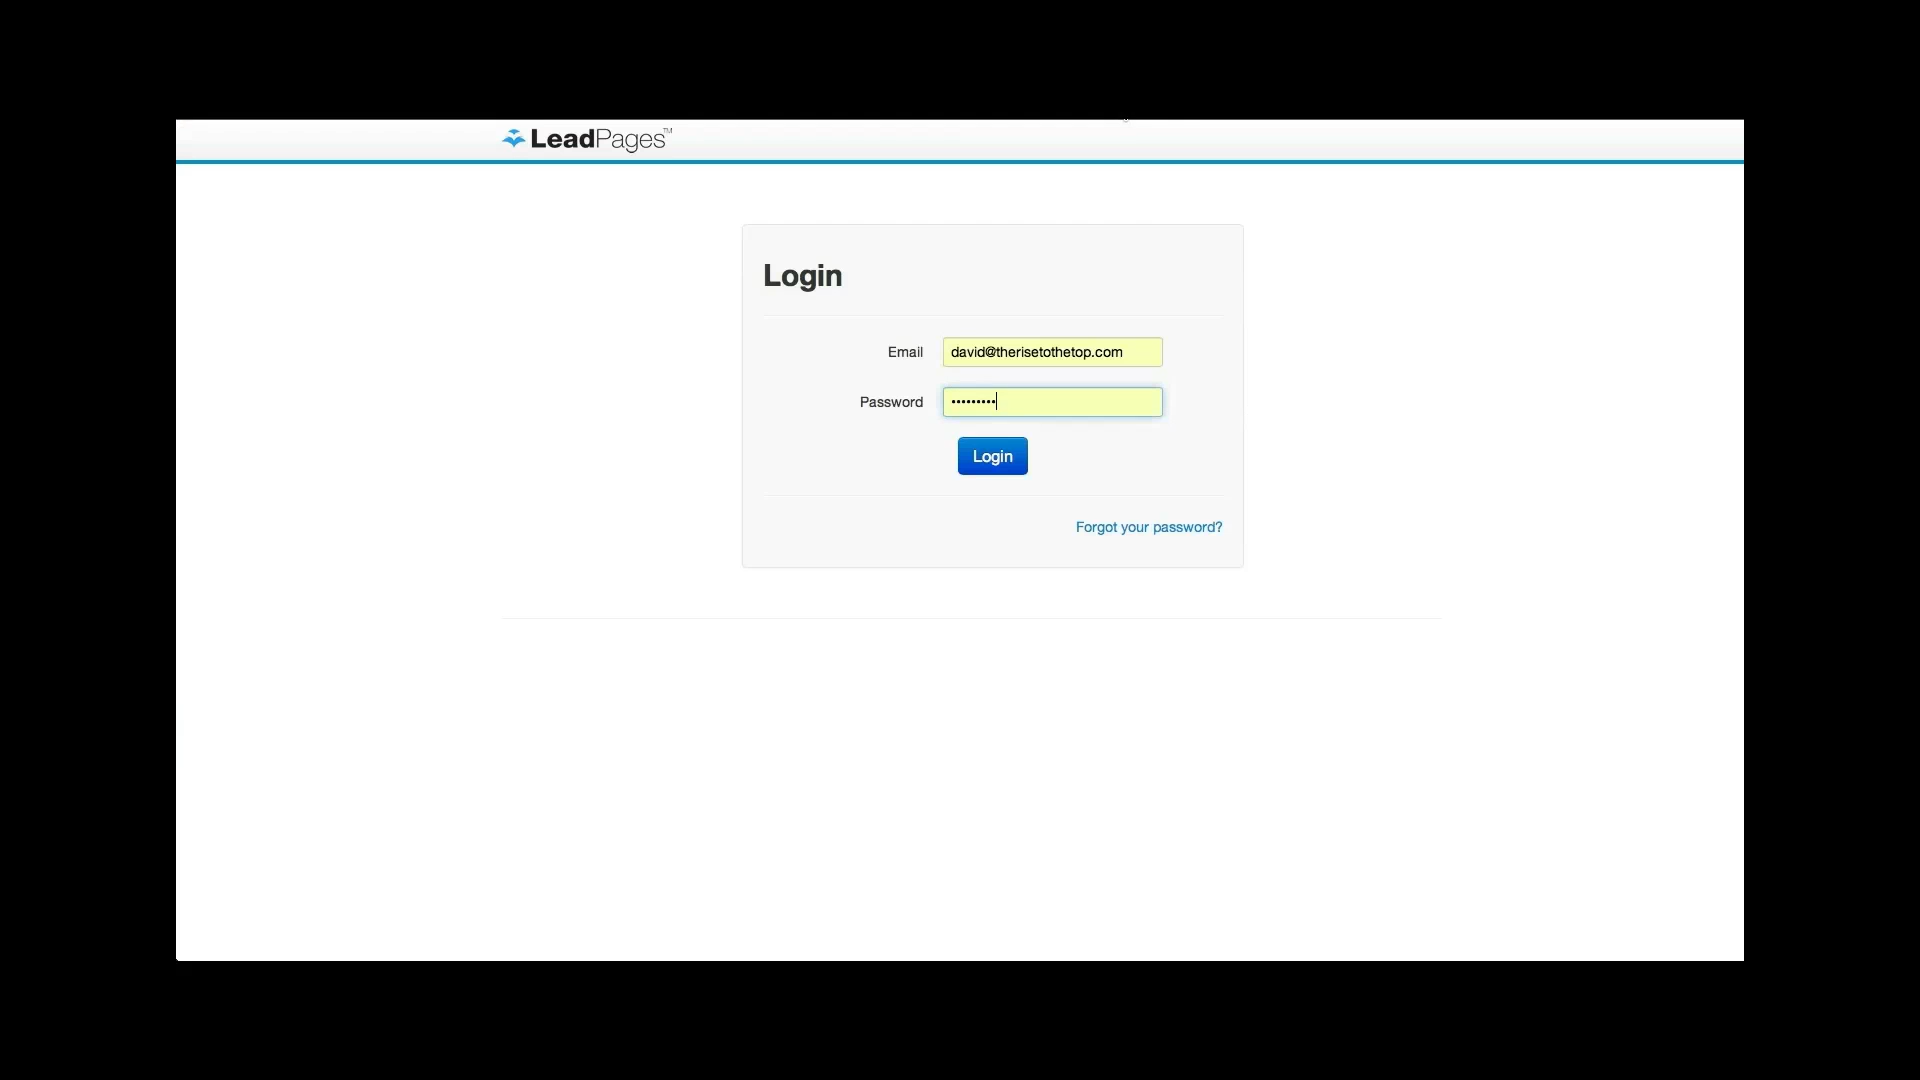 LeadPages™
Login
Email david@therisetothetop.com
Password •••••••••
Login
Forgot your password?